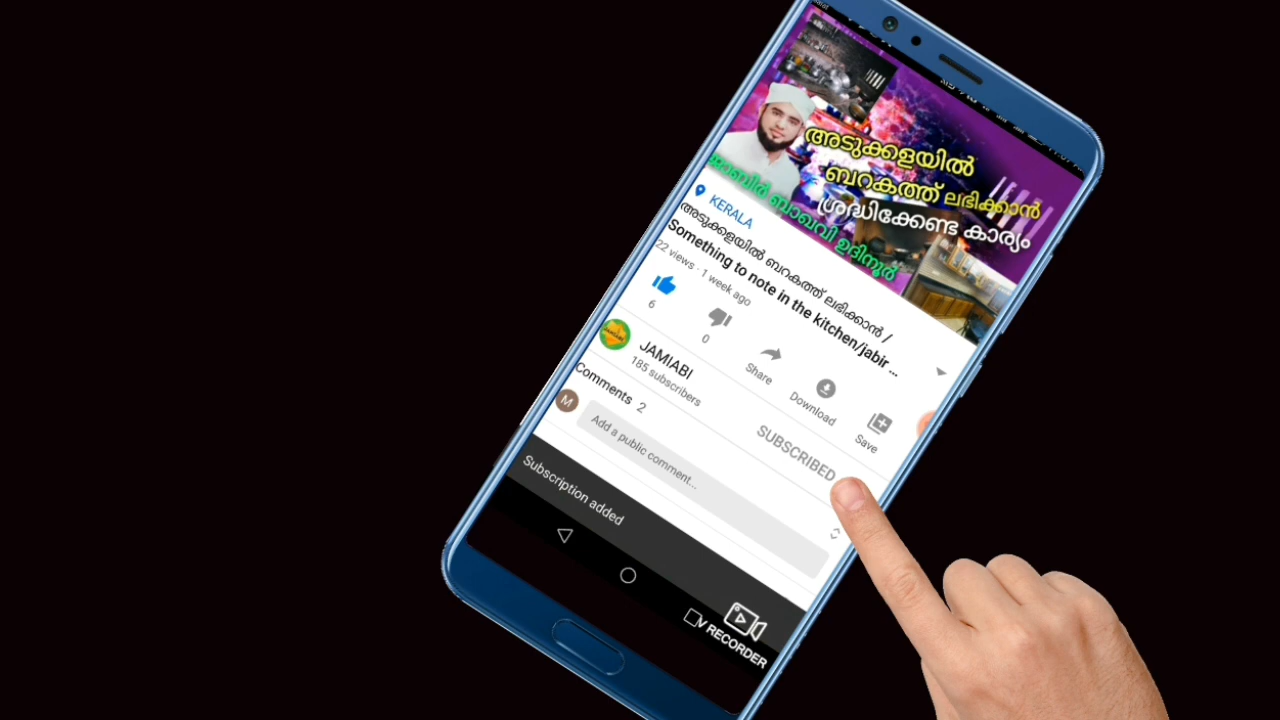 അടുക്കളയിൽ
ബറകത്ത് ലഭിക്കാൻ
ശ്രദ്ധിക്കേണ്ട കാര്യം
ജാബിർ ബാഖവി ഉദിനൂർ
KERALA
അടുക്കളയിൽ ബറകത്ത് ലഭിക്കാൻ /
Something to note in the kitchen/jabir ...
22 views · 1 week ago
6
0
Share
Download
Save
JAMIABI
185 subscribers
SUBSCRIBED
Comments 2
M
Add a public comment...
Subscription added
V RECORDER